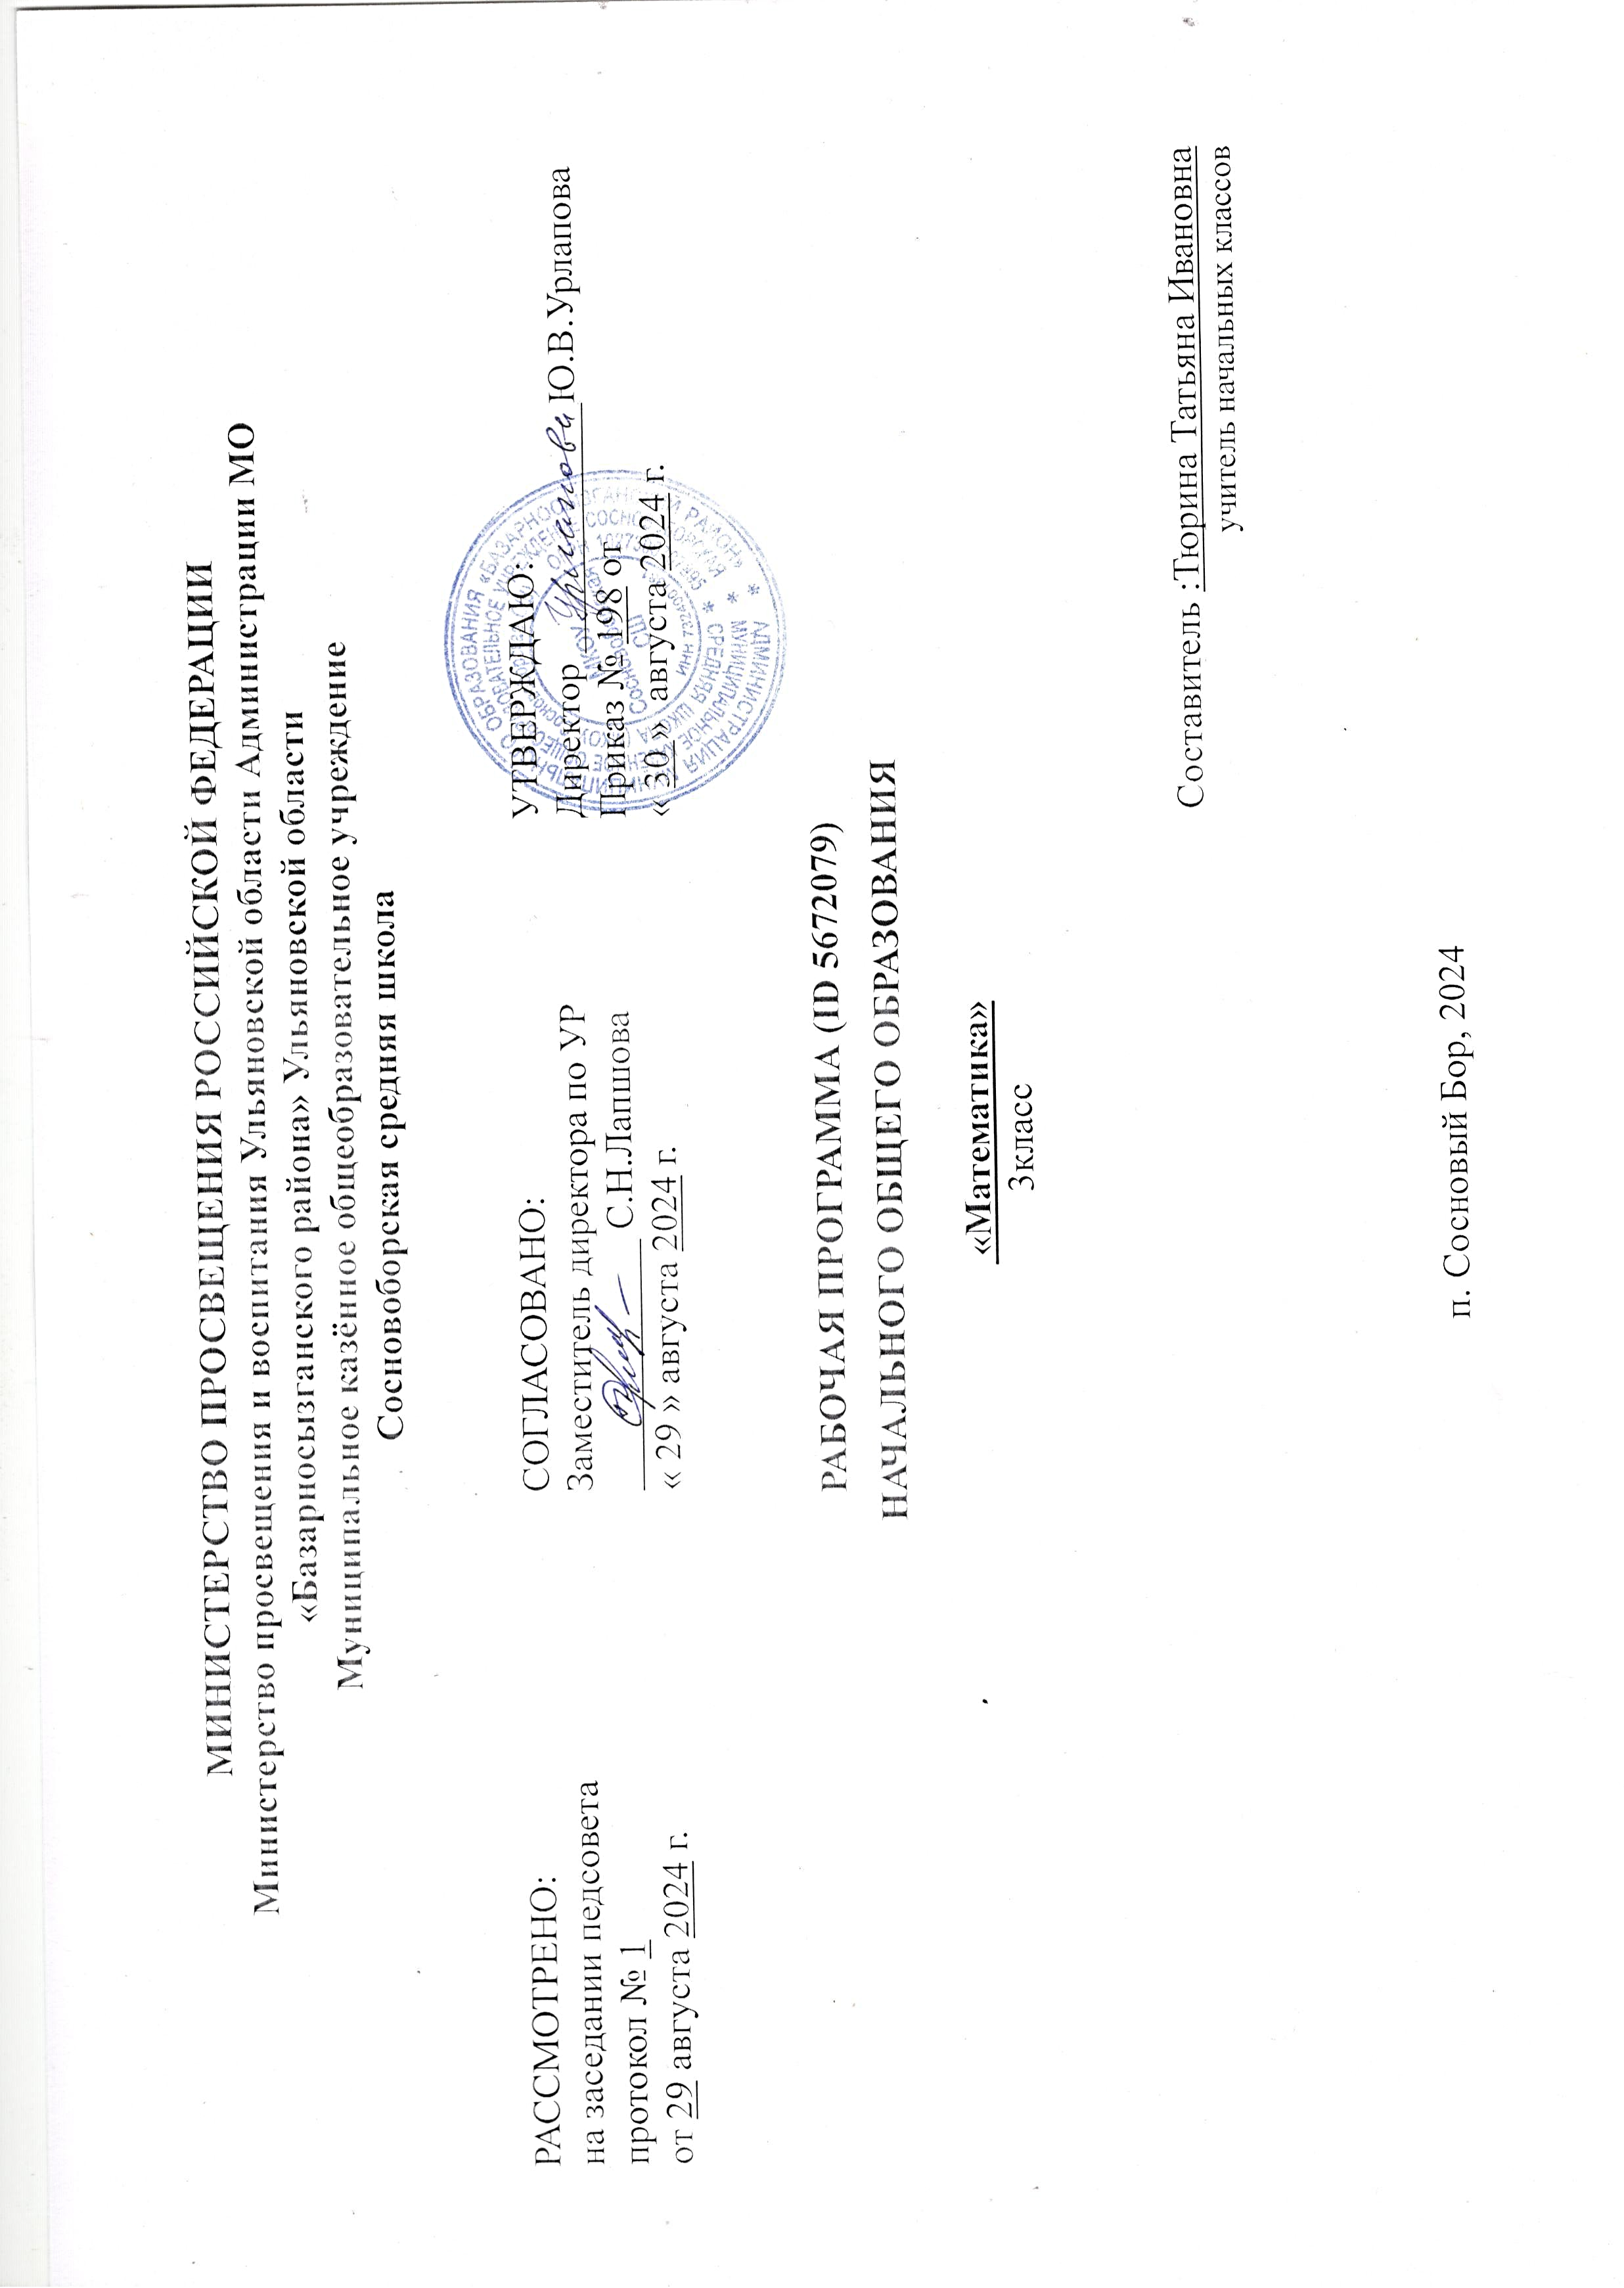 МИНИСТЕРСТВО ПРОСВЕЩЕНИЯ РОССИЙСКОЙ ФЕДЕРАЦИИ
Министерство просвещения и воспитания Ульяновской области Администрации МО
«Базарносызганского района» Ульяновской области
Муниципальное казённое общеобразовательное учреждение
Сосновоборская средняя школа
РАССМОТРЕНО:
на заседании педсовета
протокол № 1
от 29 августа 2024 г.
СОГЛАСОВАНО:
Заместитель директора по УР
С.Н.Лапшова
« 29 » августа 2024 г.
УТВЕРЖДАЮ:
Директор Урлапова Ю.В.Урлапова
Приказ № 198 от
« 30 » августа 2024 г.
РАБОЧАЯ ПРОГРАММА (ID 5672079)
НАЧАЛЬНОГО ОБЩЕГО ОБРАЗОВАНИЯ
«Математика»
3класс
Составитель :Тюрина Татьяна Ивановна
учитель начальных классов
п. Сосновый Бор, 2024